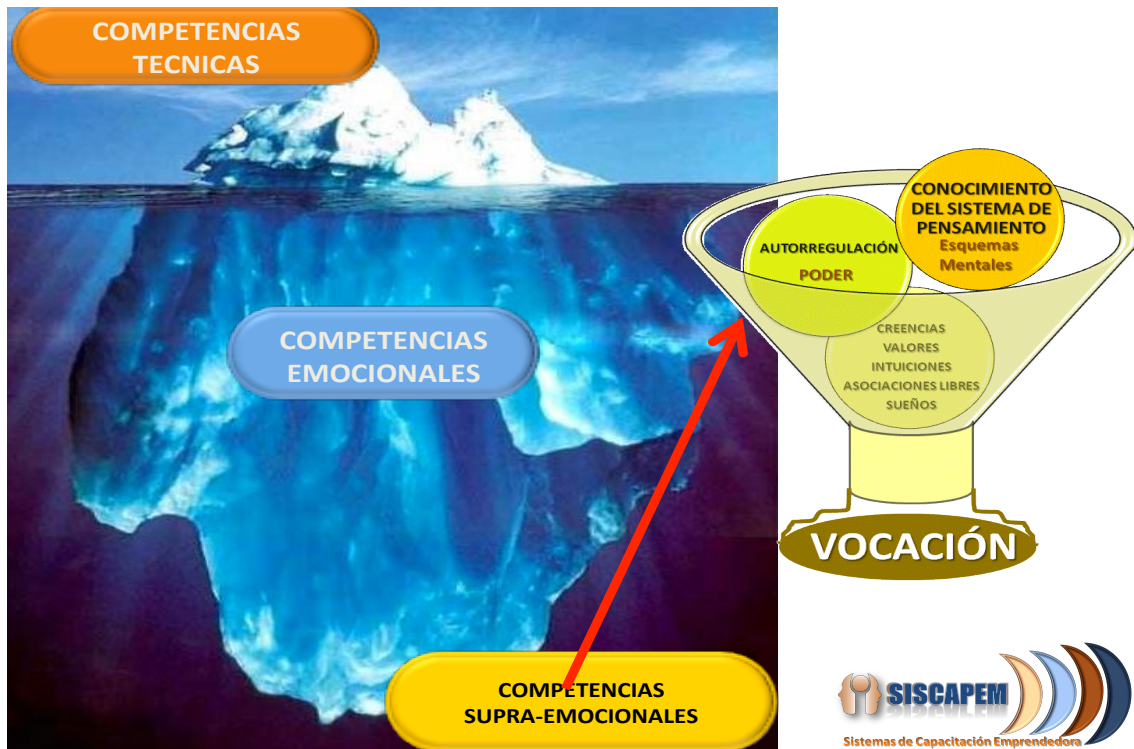 COMPETENCIAS
TECNICAS
CONOCIMIENTO
DEL SISTEMA DE
PENSAMIENTO
Esquemas
Mentales
AUTORREGULACIÓN
PODER
CREENCIAS
VALORES
INTUICIONES
ASOCIACIONES LIBRES
SUEÑOS
COMPETENCIAS
EMOCIONALES
VOCACIÓN
COMPETENCIAS
SUPRA-EMOCIONALES
SISCAPEM
Sistemas de Capacitación Emprendedora